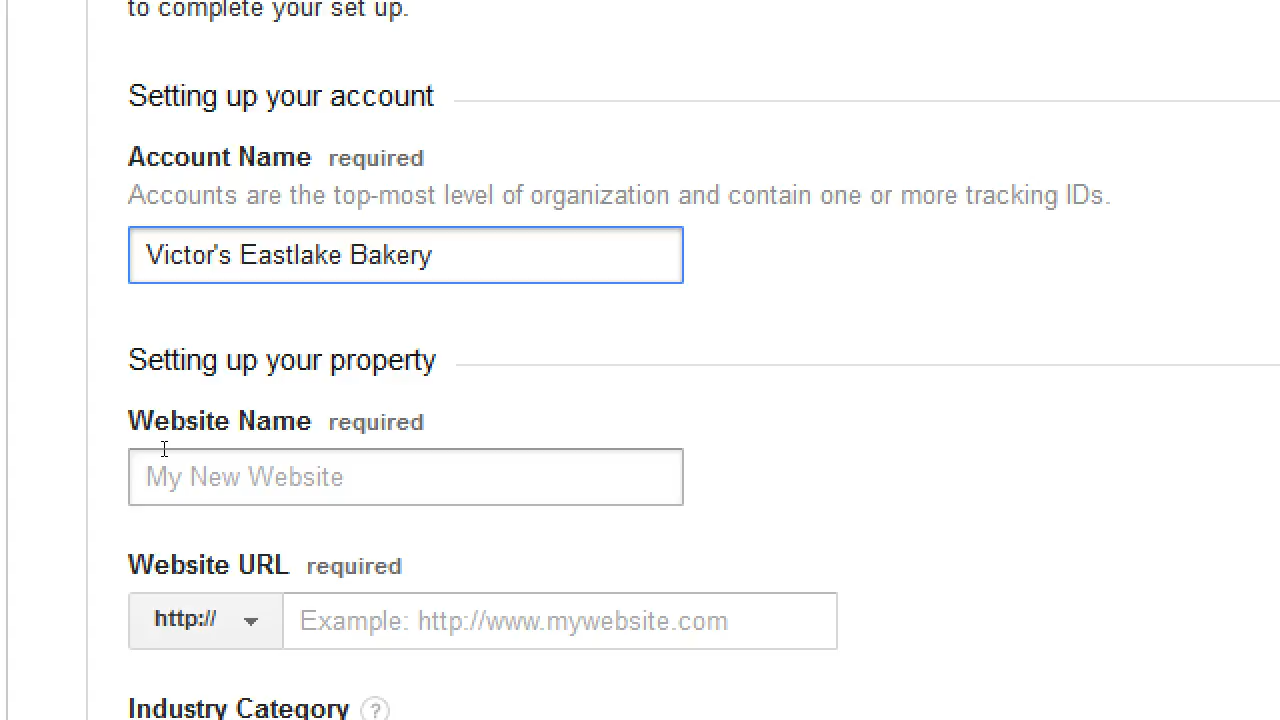 to complete your set up.
Setting up your account
Account Name required
Accounts are the top-most level of organization and contain one or more tracking IDs.
Victor's Eastlake Bakery
Setting up your property
Website Name required
My New Website
Website URL required
http:// Example: http://www.mywebsite.com
Industry Category ?